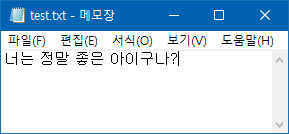 test.txt - 메모장
파일(F) 편집(E) 서식(O) 보기(V) 도움말(H)
너는 정말 좋은 아이구나?